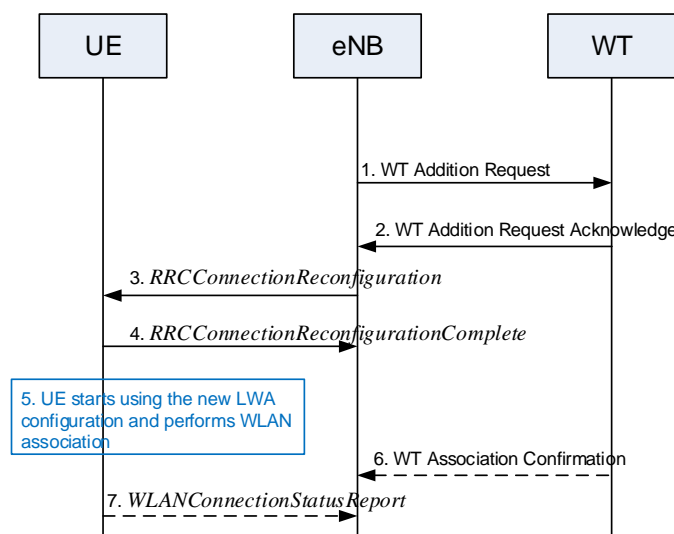 UE
eNB
WT
1. WT Addition Request
2. WT Addition Request Acknowledge
3. RRCConnectionReconfiguration
4. RRCConnectionReconfigurationComplete
5. UE starts using the new LWA
configuration and performs WLAN
association
6. WT Association Confirmation
7. WLANConnectionStatusReport